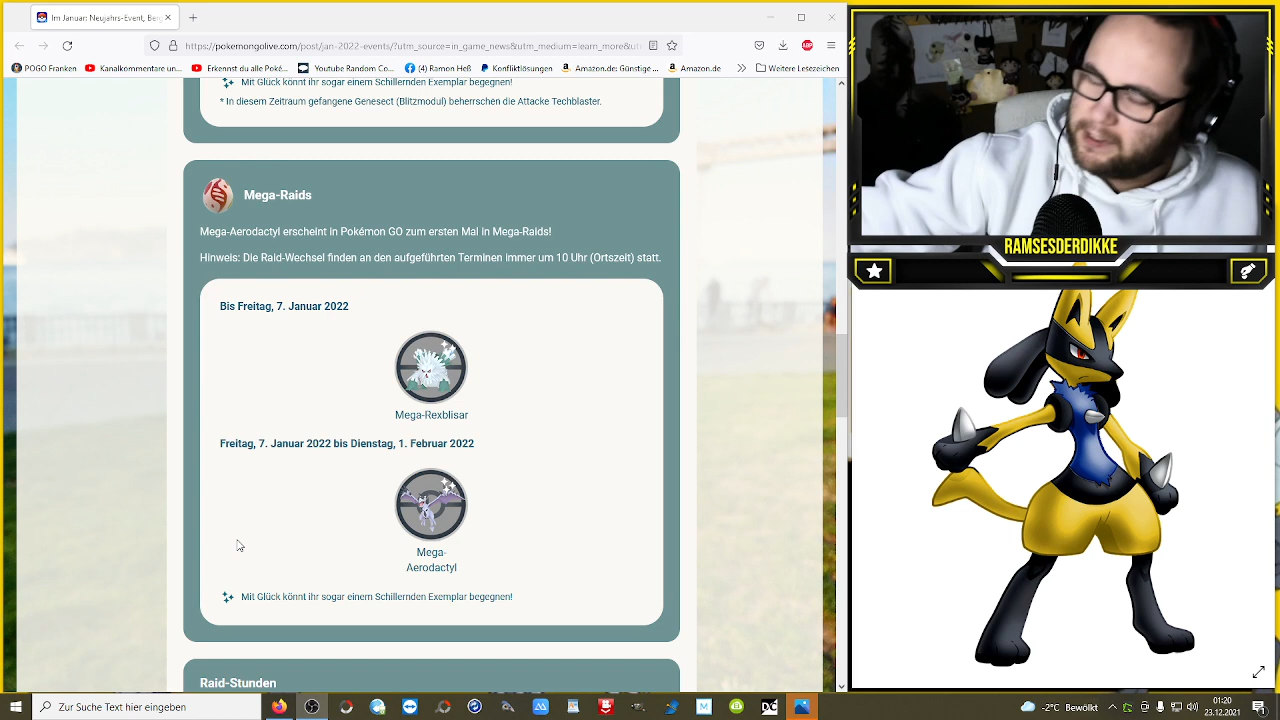 Im Januar: Neujahrs-Event, Berg
https://pokemongolive.com/post/jan-2022-events/?utm_source=in_game_news&utm_medium=learn_more&ut
POGO Franken
Kanalkommentare un...
Erkennst du alle Poké...
Youtube Random Co...
(4) Ramon Heß
Konfliktlösungen
Amazon.de: Günstige ...
Amazon.de
Weitere Lesezeichen
Mit Glück könnt ihr sogar einem Schillernden Exemplar begegnen!
* In diesem Zeitraum gefangene Genesect (Blitzmodul) beherrschen die Attacke Techblaster.
Mega-Raids
Mega-Aerodactyl erscheint in Pokémon GO zum ersten Mal in Mega-Raids!
Hinweis: Die Raid-Wechsel finden an den aufgeführten Terminen immer um 10 Uhr (Ortszeit) statt.
Bis Freitag, 7. Januar 2022
Mega-Rexblisar
Freitag, 7. Januar 2022 bis Dienstag, 1. Februar 2022
Mega-
Aerodactyl
Mit Glück könnt ihr sogar einem Schillernden Exemplar begegnen!
Raid-Stunden
RAMSESDERDIKKE
Zur Suche Text hier eingeben
-2°C Bewölkt
01:20
23.12.2021